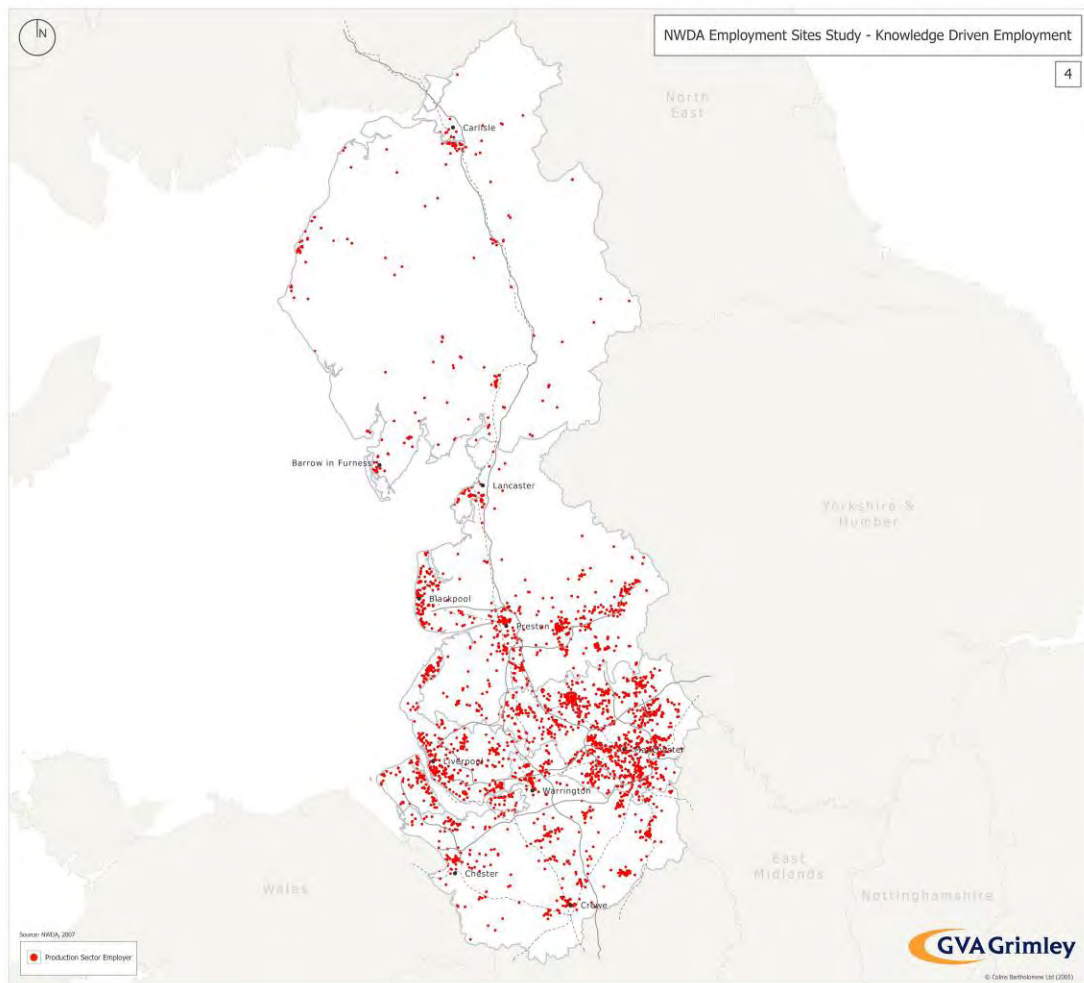 N
NWDA Employment Sites Study - Knowledge Driven Employment
4
North
East
Carlisle
Barrow in Furness
Lancaster
Yorkshire &
Humber
Blackpool
Preston
Manchester
Liverpool
Warrington
East
Midlands
Chester
Wales
Nottinghamshire
Crewe
Source: NWDA, 2007
Production Sector Employer
GVA Grimley
© Collins Bartholomew Ltd (2005)